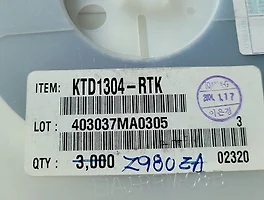 ITEM: KTD1304-RTK
LOT: 403037MA0305 3
QTY: 3,000 2980EA 02320